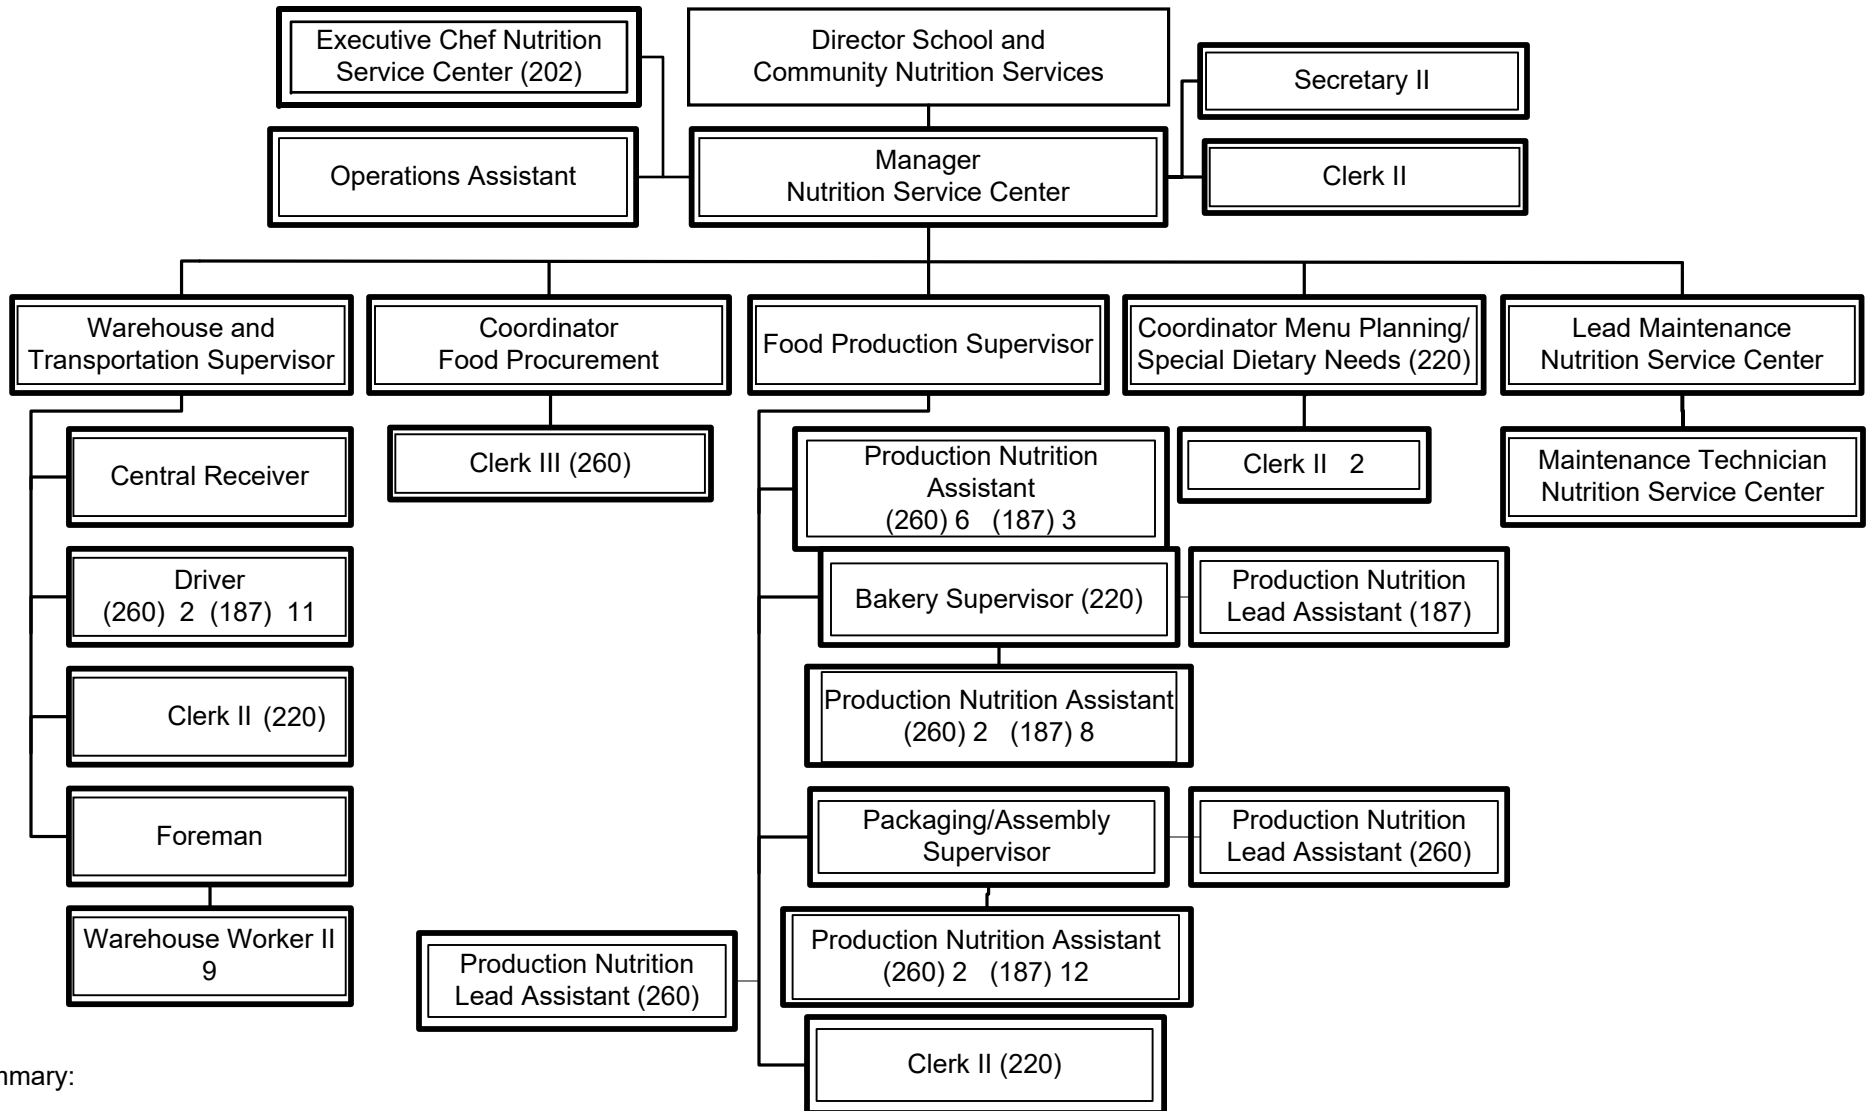 Executive Chef Nutrition
Service Center (202)
Director School and
Community Nutrition Services
Secretary II
Operations Assistant
Manager
Nutrition Service Center
Clerk II
Warehouse and
Transportation Supervisor
Coordinator
Food Procurement
Food Production Supervisor
Coordinator Menu Planning/
Special Dietary Needs (220)
Lead Maintenance
Nutrition Service Center
Central Receiver
Driver
(260) 2 (187) 11
Clerk II (220)
Foreman
Warehouse Worker II
9
Clerk III (260)
Production Nutrition
Assistant
(260) 6 (187) 3
Bakery Supervisor (220)
Production Nutrition
Lead Assistant (187)
Production Nutrition Assistant
(260) 2 (187) 8
Packaging/Assembly
Supervisor
Production Nutrition
Lead Assistant (260)
Production Nutrition Assistant
(260) 2 (187) 12
Production Nutrition
Lead Assistant (260)
Clerk II (220)
Clerk II 2
Maintenance Technician
Nutrition Service Center